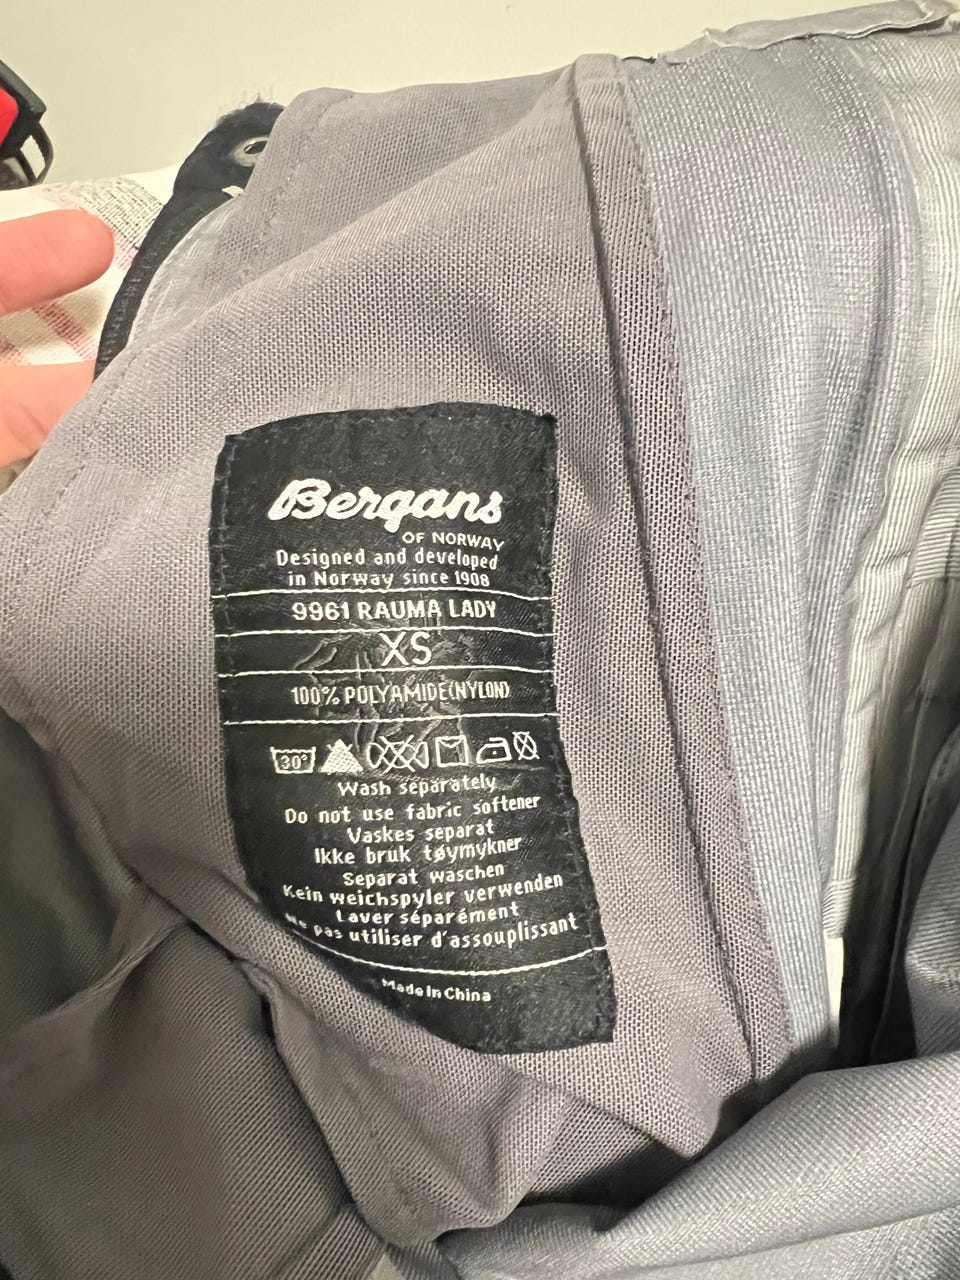 Bergans
OF NORWAY
Designed and developed
in Norway since 1908
9961 RAUMA LADY
XS
100% POLYAMIDE(NYLON)
30°
Wash separately
Do not use fabric softener
Vaskes separat
Ikke bruk tøymykner
Separat waschen
Kein weichspyler verwenden
Laver séparément
Ne pas utiliser d'assouplissant
Made In China